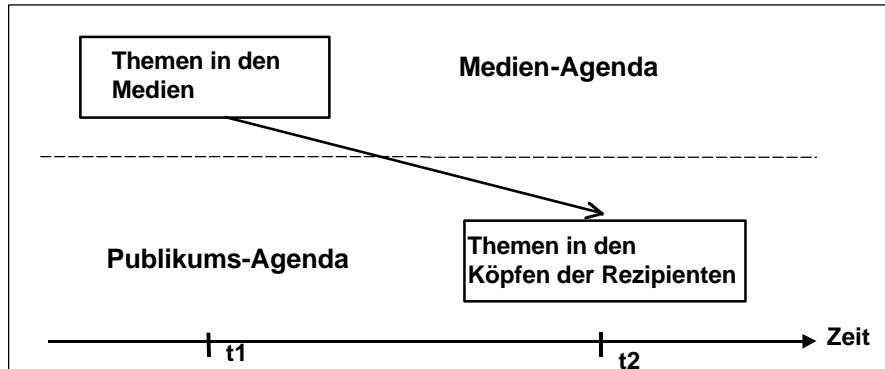 Themen in den
Medien
Medien-Agenda
Publikums-Agenda
Themen in den
Köpfen der Rezipienten
Zeit
t1
t2